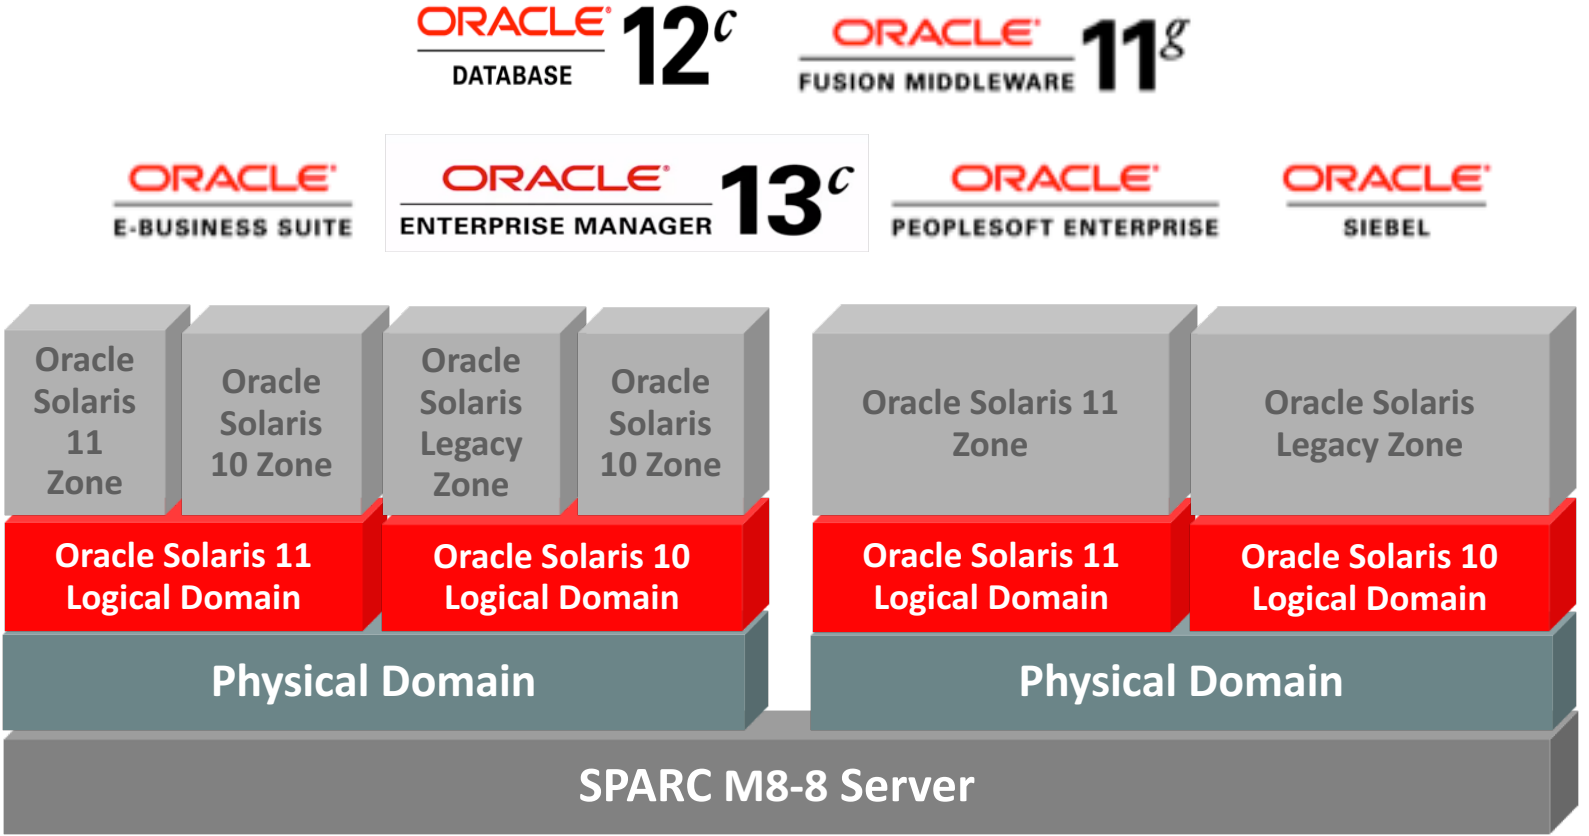 ORACLE
DATABASE
12c
ORACLE
FUSION MIDDLEWARE
11g
ORACLE
E-BUSINESS SUITE
ORACLE
ENTERPRISE MANAGER
13c
ORACLE
PEOPLESOFT ENTERPRISE
ORACLE
SIEBEL
Oracle
Solaris
11
Zone
Oracle
Solaris
10 Zone
Oracle
Solaris
Legacy
Zone
Oracle
Solaris
10 Zone
Oracle Solaris 11
Zone
Oracle Solaris
Legacy Zone
Oracle Solaris 11
Logical Domain
Oracle Solaris 10
Logical Domain
Oracle Solaris 11
Logical Domain
Oracle Solaris 10
Logical Domain
Physical Domain
Physical Domain
SPARC M8-8 Server